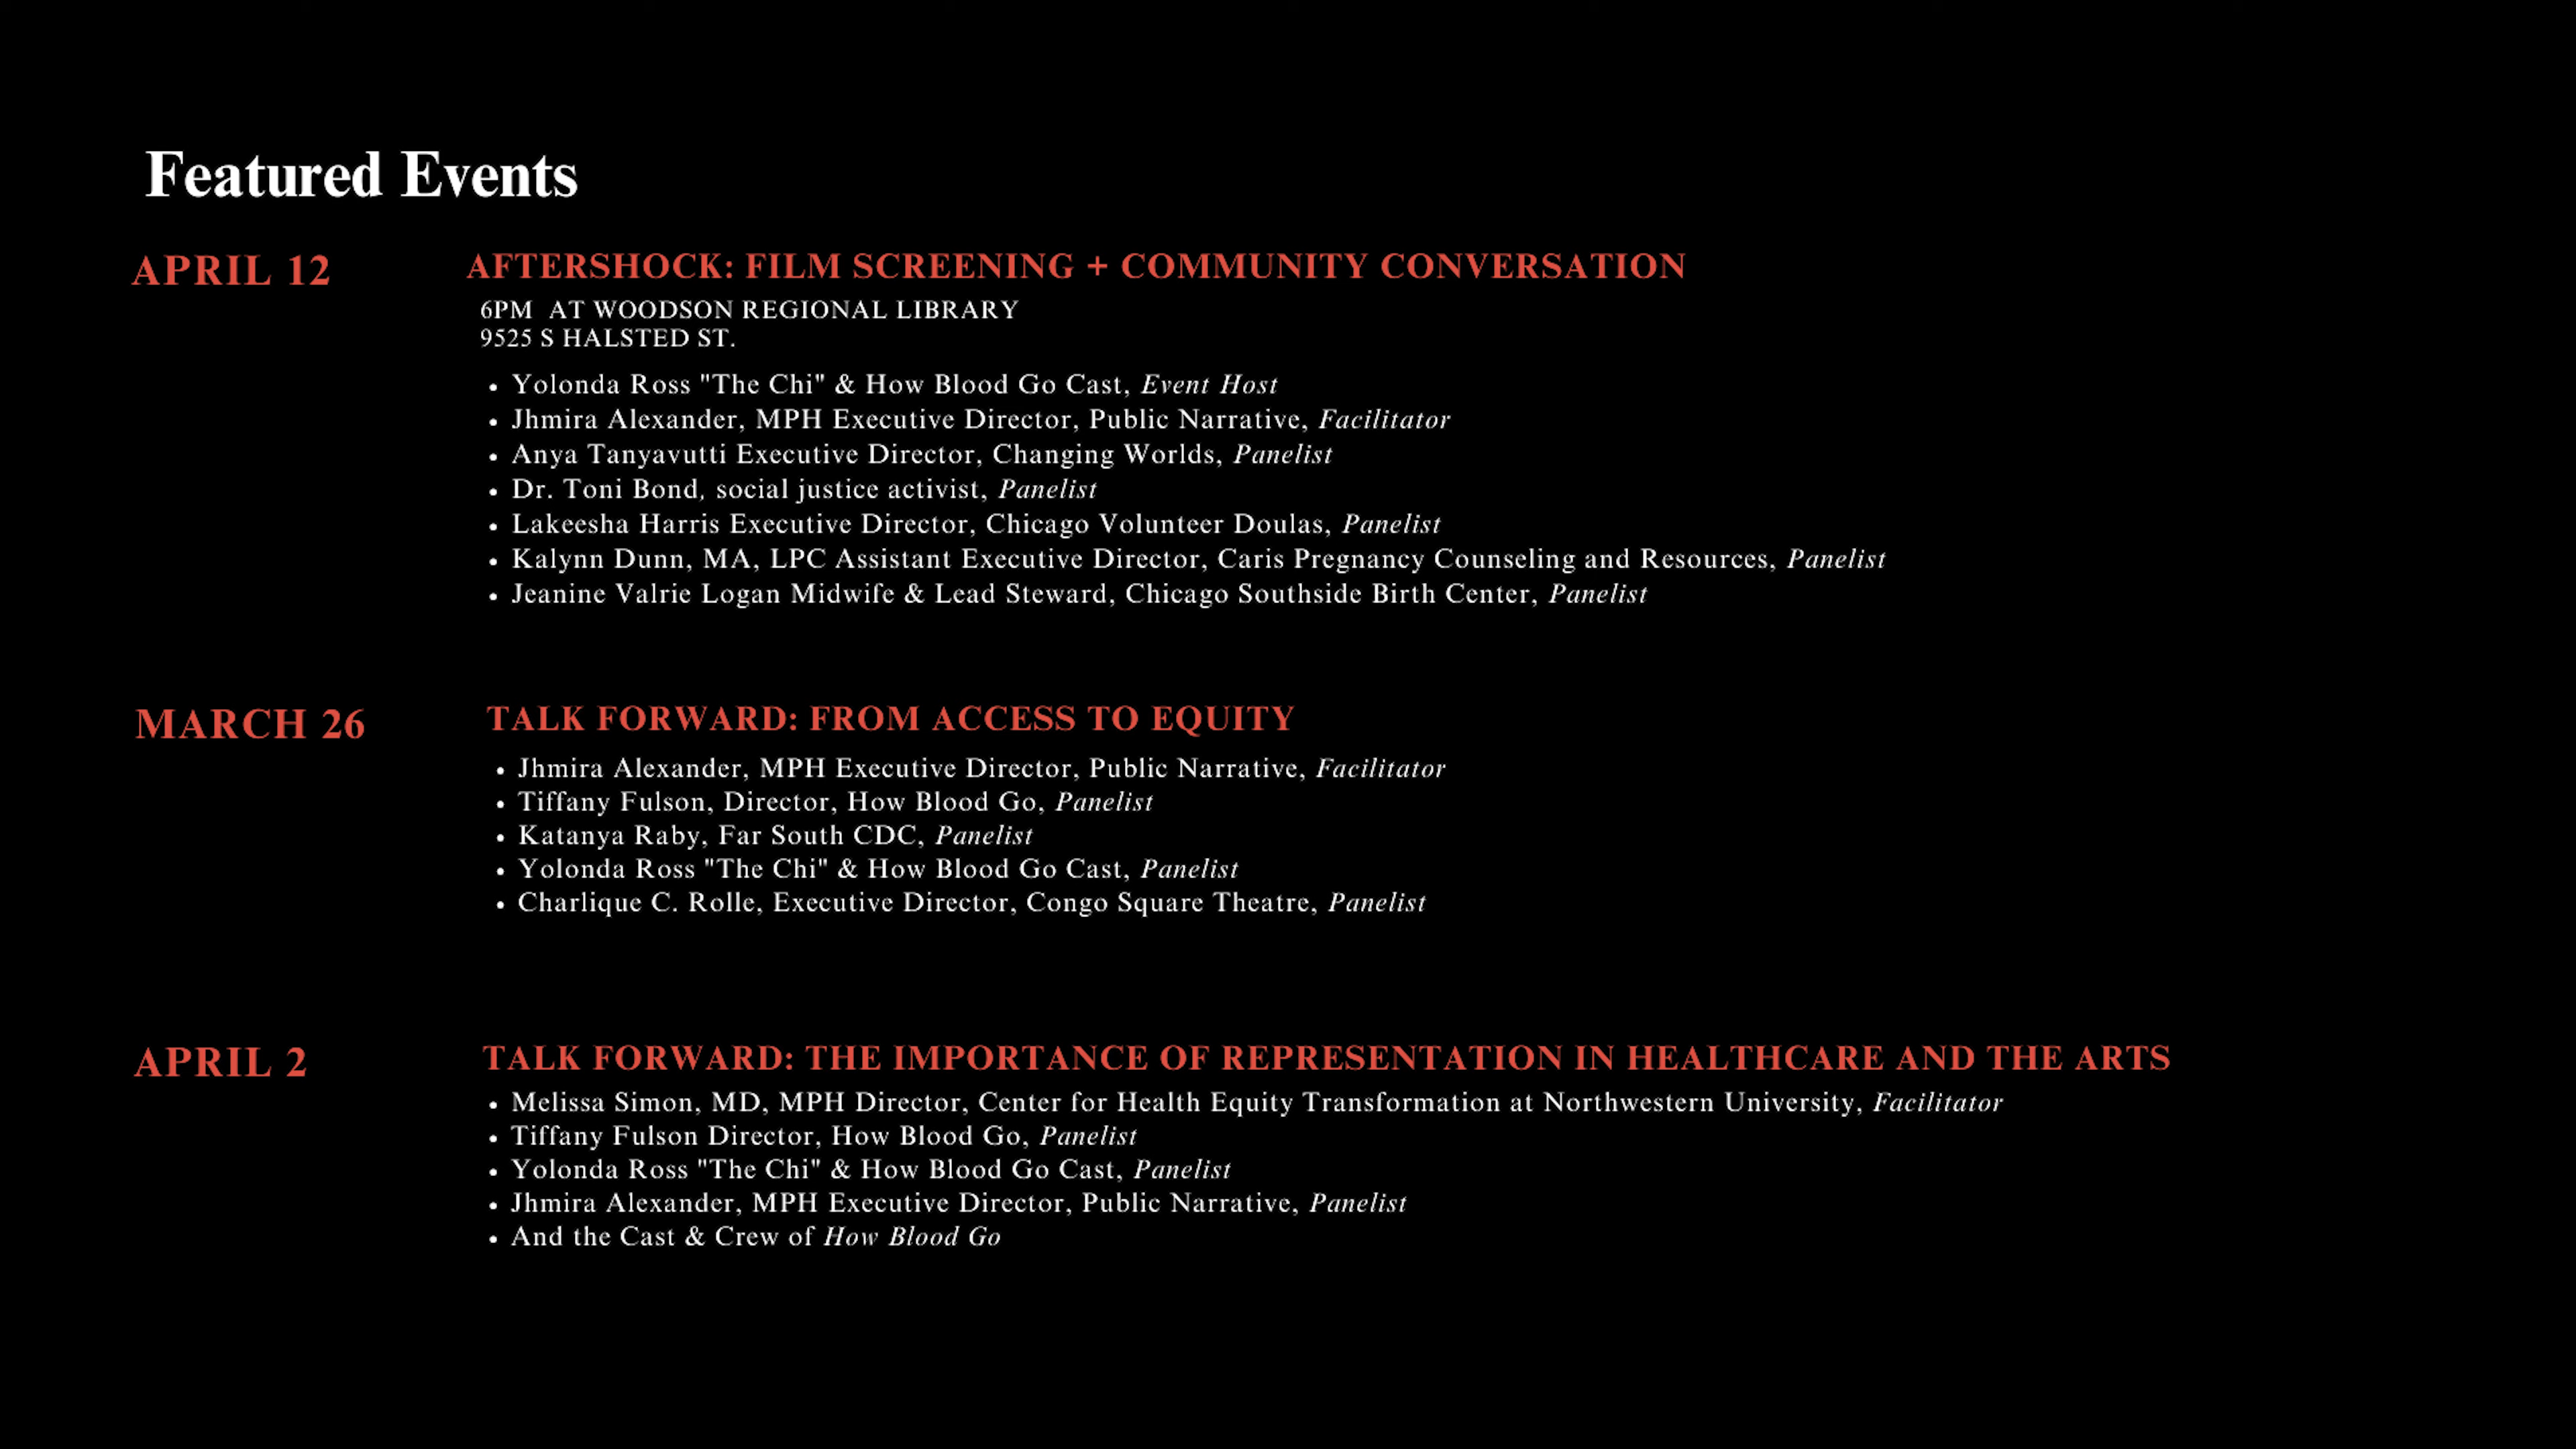 Featured Events
APRIL 12
AFTERSHOCK: FILM SCREENING + COMMUNITY CONVERSATION
6PM AT WOODSON REGIONAL LIBRARY
9525 S HALSTED ST.
• Yolonda Ross "The Chi" & How Blood Go Cast, Event Host
• Jhmira Alexander, MPH Executive Director, Public Narrative, Facilitator
• Anya Tanyavutti Executive Director, Changing Worlds, Panelist
• Dr. Toni Bond, social justice activist, Panelist
• Lakeesha Harris Executive Director, Chicago Volunteer Doulas, Panelist
• Kalynn Dunn, MA, LPC Assistant Executive Director, Caris Pregnancy Counseling and Resources, Panelist
• Jeanine Valrie Logan Midwife & Lead Steward, Chicago Southside Birth Center, Panelist
MARCH 26
TALK FORWARD: FROM ACCESS TO EQUITY
• Jhmira Alexander, MPH Executive Director, Public Narrative, Facilitator
• Tiffany Fulson, Director, How Blood Go, Panelist
• Katanya Raby, Far South CDC, Panelist
• Yolonda Ross "The Chi" & How Blood Go Cast, Panelist
• Charlique C. Rolle, Executive Director, Congo Square Theatre, Panelist
APRIL 2
TALK FORWARD: THE IMPORTANCE OF REPRESENTATION IN HEALTHCARE AND THE ARTS
• Melissa Simon, MD, MPH Director, Center for Health Equity Transformation at Northwestern University, Facilitator
• Tiffany Fulson Director, How Blood Go, Panelist
• Yolonda Ross "The Chi" & How Blood Go Cast, Panelist
• Jhmira Alexander, MPH Executive Director, Public Narrative, Panelist
• And the Cast & Crew of How Blood Go